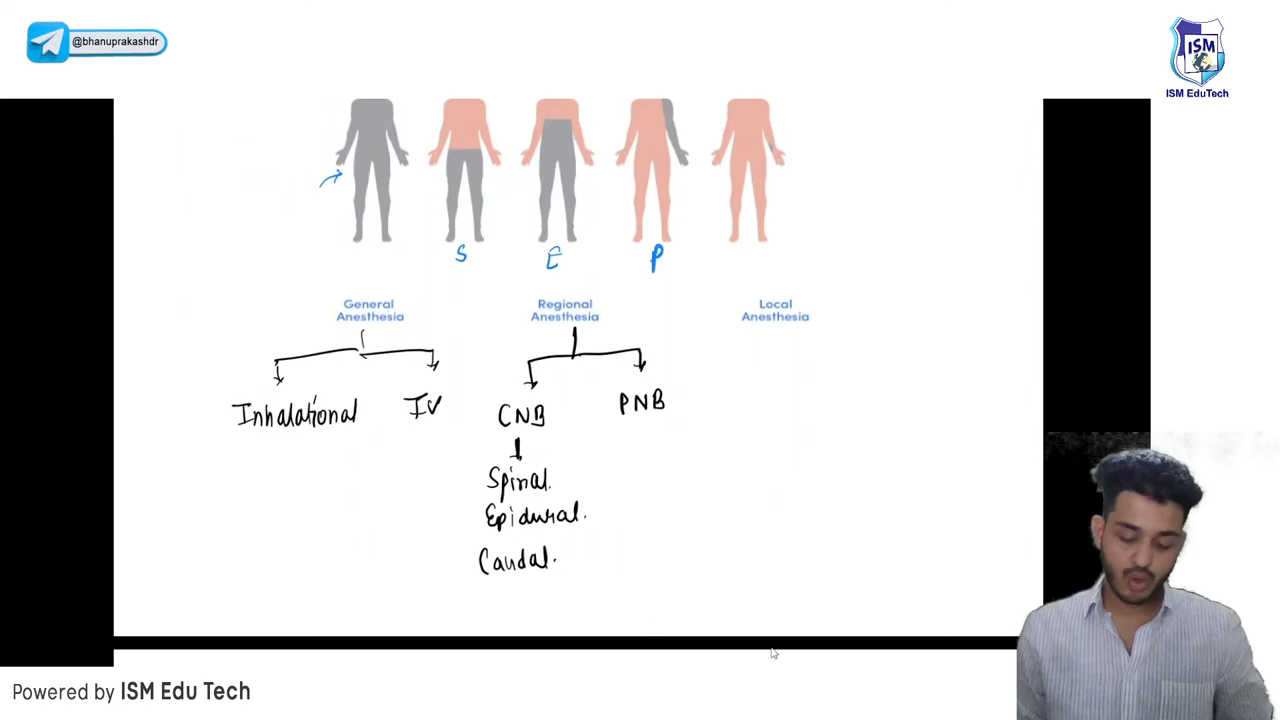 @bhanuprakashdr
ISM
ISM EduTech
S E P
General Anesthesia
Regional Anesthesia
Local Anesthesia
Inhalational IV CNB PNB
Spinal.
Epidural.
Caudal.
Powered by ISM Edu Tech